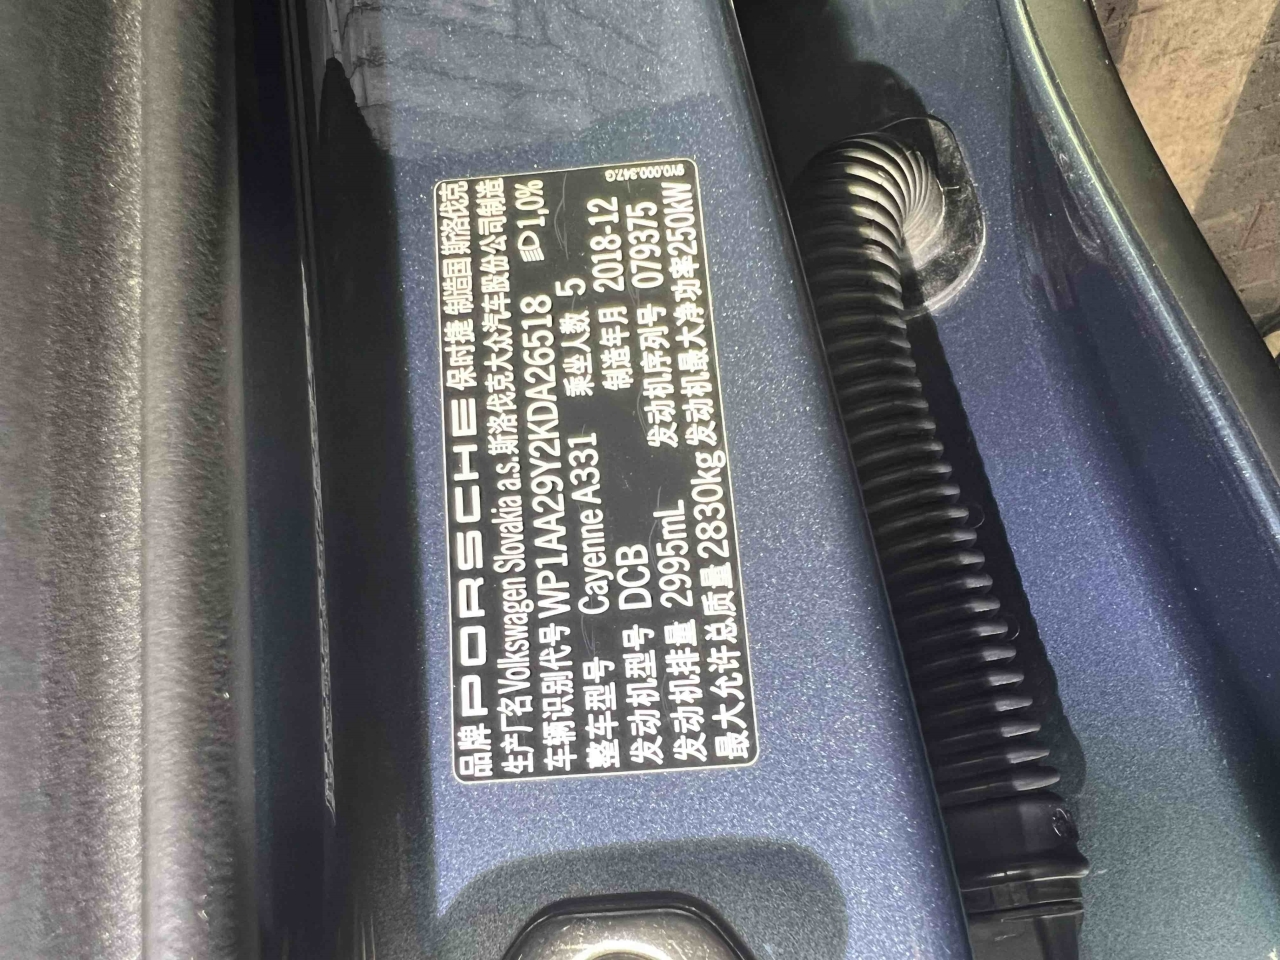 品牌 PORSCHE 保时捷 制造国 斯洛伐克
生产厂名 Volkswagen Slovakia a.s. 斯洛伐克大众汽车股份公司制造
车辆识别代号 WP1AA29Y2KDA26518 1,0%
整车型号 Cayenne A331 乘坐人数 5
发动机型号 DCB 制造年月 2018-12
发动机排量 2995mL 发动机序列号 079375
最大允许总质量 2830kg 发动机最大净功率 250kW
9Y0.000.347.G